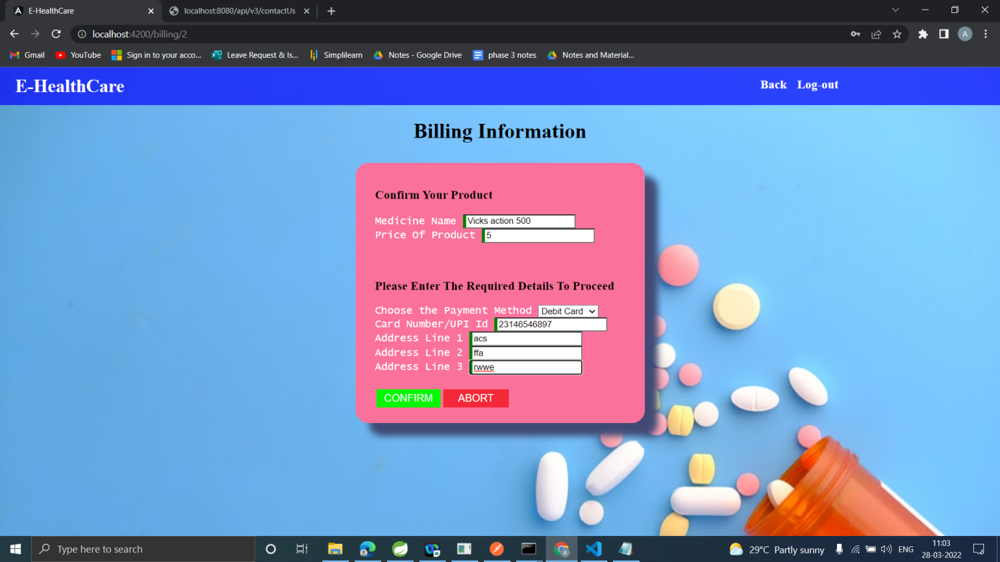 E-HealthCare
localhost:8080/api/v3/contactUs
localhost:4200/billing/2
A
Gmail
YouTube
Sign in to your acco...
Leave Request & Is...
Simplilearn
Notes - Google Drive
phase 3 notes
Notes and Material...
E-HealthCare
Back
Log-out
Billing Information
Confirm Your Product
Medicine Name Vicks action 500
Price Of Product 5
Please Enter The Required Details To Proceed
Choose the Payment Method Debit Card
Card Number/UPI Id 23146546897
Address Line 1 acs
Address Line 2 ffa
Address Line 3 rwwe
CONFIRM ABORT
Type here to search
29°C Partly sunny
ENG
11:03
28-03-2022